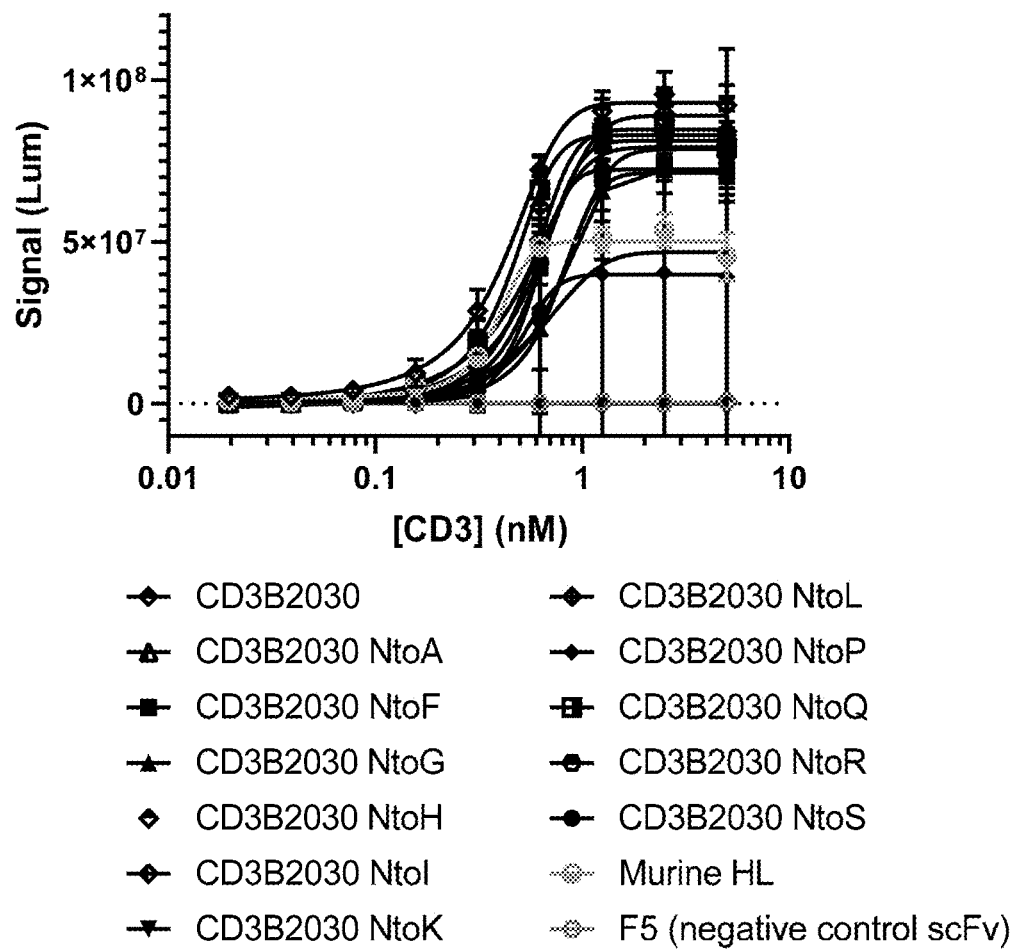 1×10⁸
5×10⁷
0
Signal (Lum)
0.01 0.1 1 10
[CD3] (nM)
CD3B2030
CD3B2030 NtoA
CD3B2030 NtoF
CD3B2030 NtoG
CD3B2030 NtoH
CD3B2030 NtoI
CD3B2030 NtoK
CD3B2030 NtoL
CD3B2030 NtoP
CD3B2030 NtoQ
CD3B2030 NtoR
CD3B2030 NtoS
Murine HL
F5 (negative control scFv)